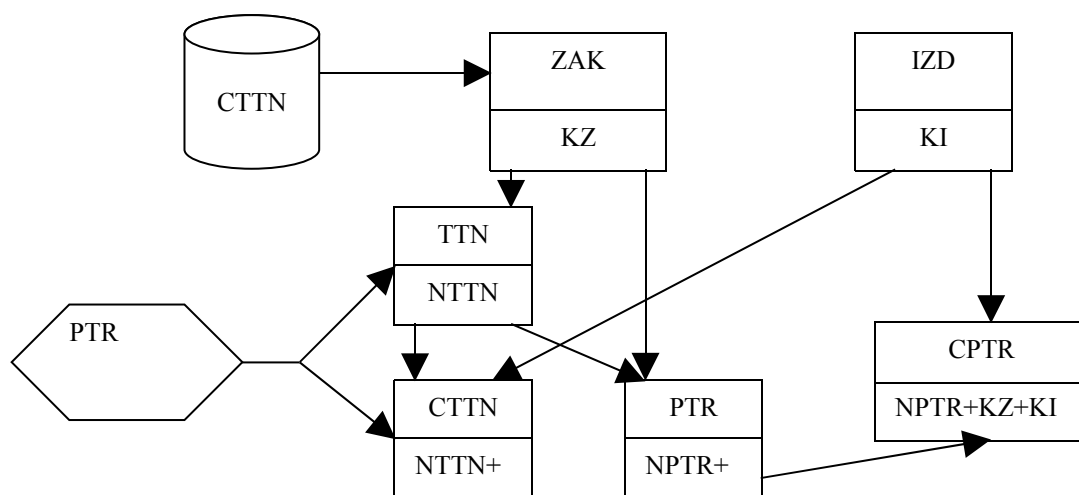 ZAK
IZD
CTTN
KZ
KI
TTN
NTTN
PTR
CPTR
CTTN
PTR
NPTR+KZ+KI
NTTN+
NPTR+